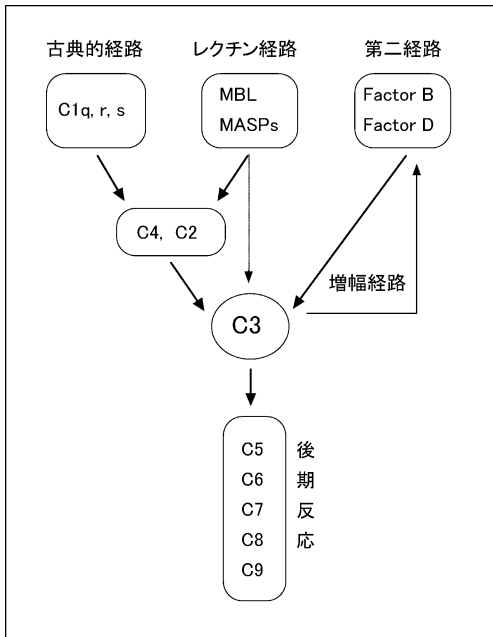 古典的経路
レクチン経路
第二経路
C1q, r, s
MBL
MASPs
Factor B
Factor D
C4, C2
増幅経路
C3
C5
C6
C7
C8
C9
後
期
反
応